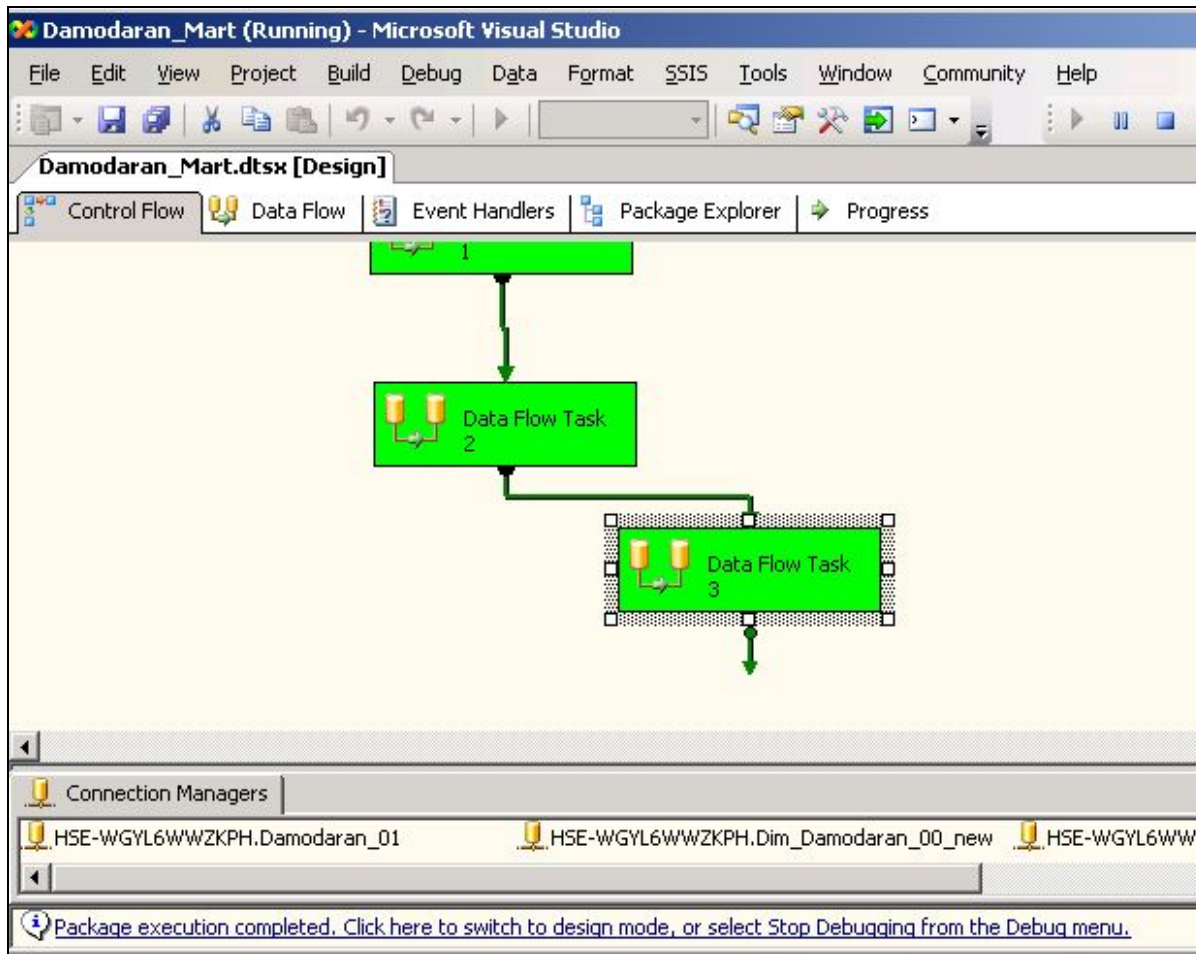 Damodaran_Mart (Running) - Microsoft Visual Studio
File Edit View Project Build Debug Data Format SSIS Tools Window Community Help
Damodaran_Mart.dtsx [Design]
Control Flow Data Flow Event Handlers Package Explorer Progress
1
Data Flow Task
2
Data Flow Task
3
Connection Managers
HSE-WGYL6WWZKPH.Damodaran_01 HSE-WGYL6WWZKPH.Dim_Damodaran_00_new HSE-WGYL6WW
Package execution completed. Click here to switch to design mode, or select Stop Debugging from the Debug menu.